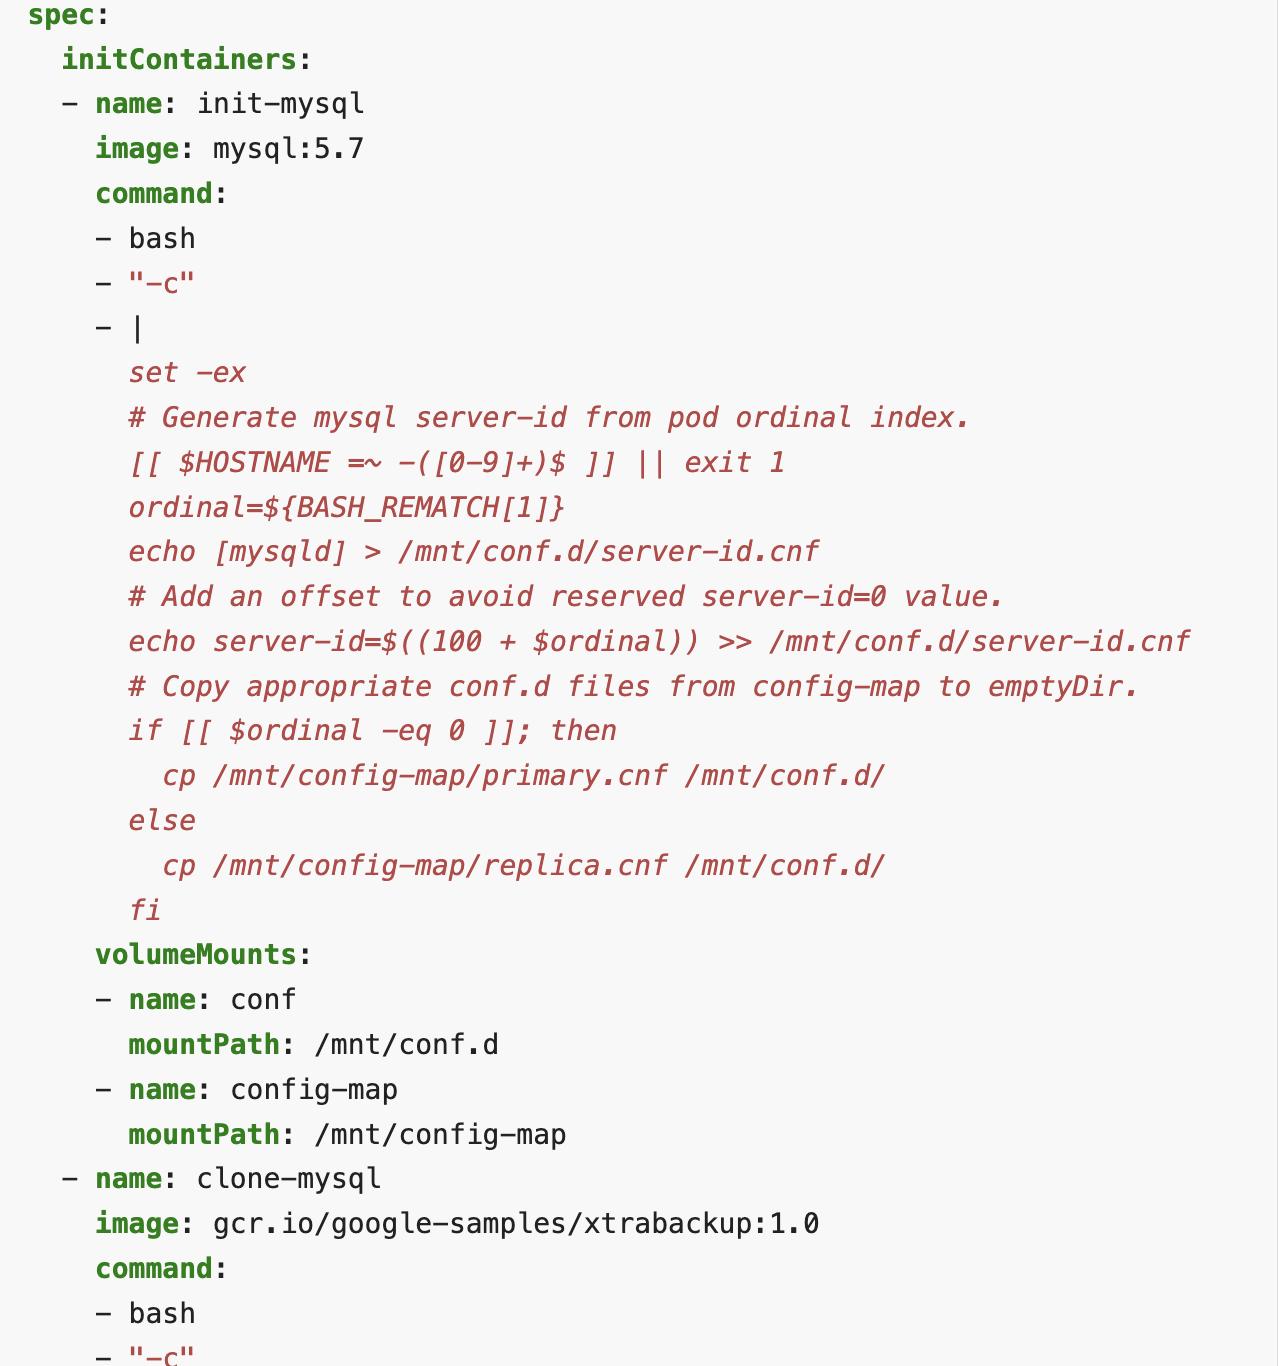 spec:
initContainers:
- name: init-mysql
image: mysql:5.7
command:
- bash
- "-c"
- |
set -ex
# Generate mysql server-id from pod ordinal index.
[[ $HOSTNAME =~ -([0-9]+)$ ]] || exit 1
ordinal=${BASH_REMATCH[1]}
echo [mysqld] > /mnt/conf.d/server-id.cnf
# Add an offset to avoid reserved server-id=0 value.
echo server-id=$((100 + $ordinal)) >> /mnt/conf.d/server-id.cnf
# Copy appropriate conf.d files from config-map to emptyDir.
if [[ $ordinal -eq 0 ]]; then
cp /mnt/config-map/primary.cnf /mnt/conf.d/
else
cp /mnt/config-map/replica.cnf /mnt/conf.d/
fi
volumeMounts:
- name: conf
mountPath: /mnt/conf.d
- name: config-map
mountPath: /mnt/config-map
- name: clone-mysql
image: gcr.io/google-samples/xtrabackup:1.0
command:
- bash
- "-c"